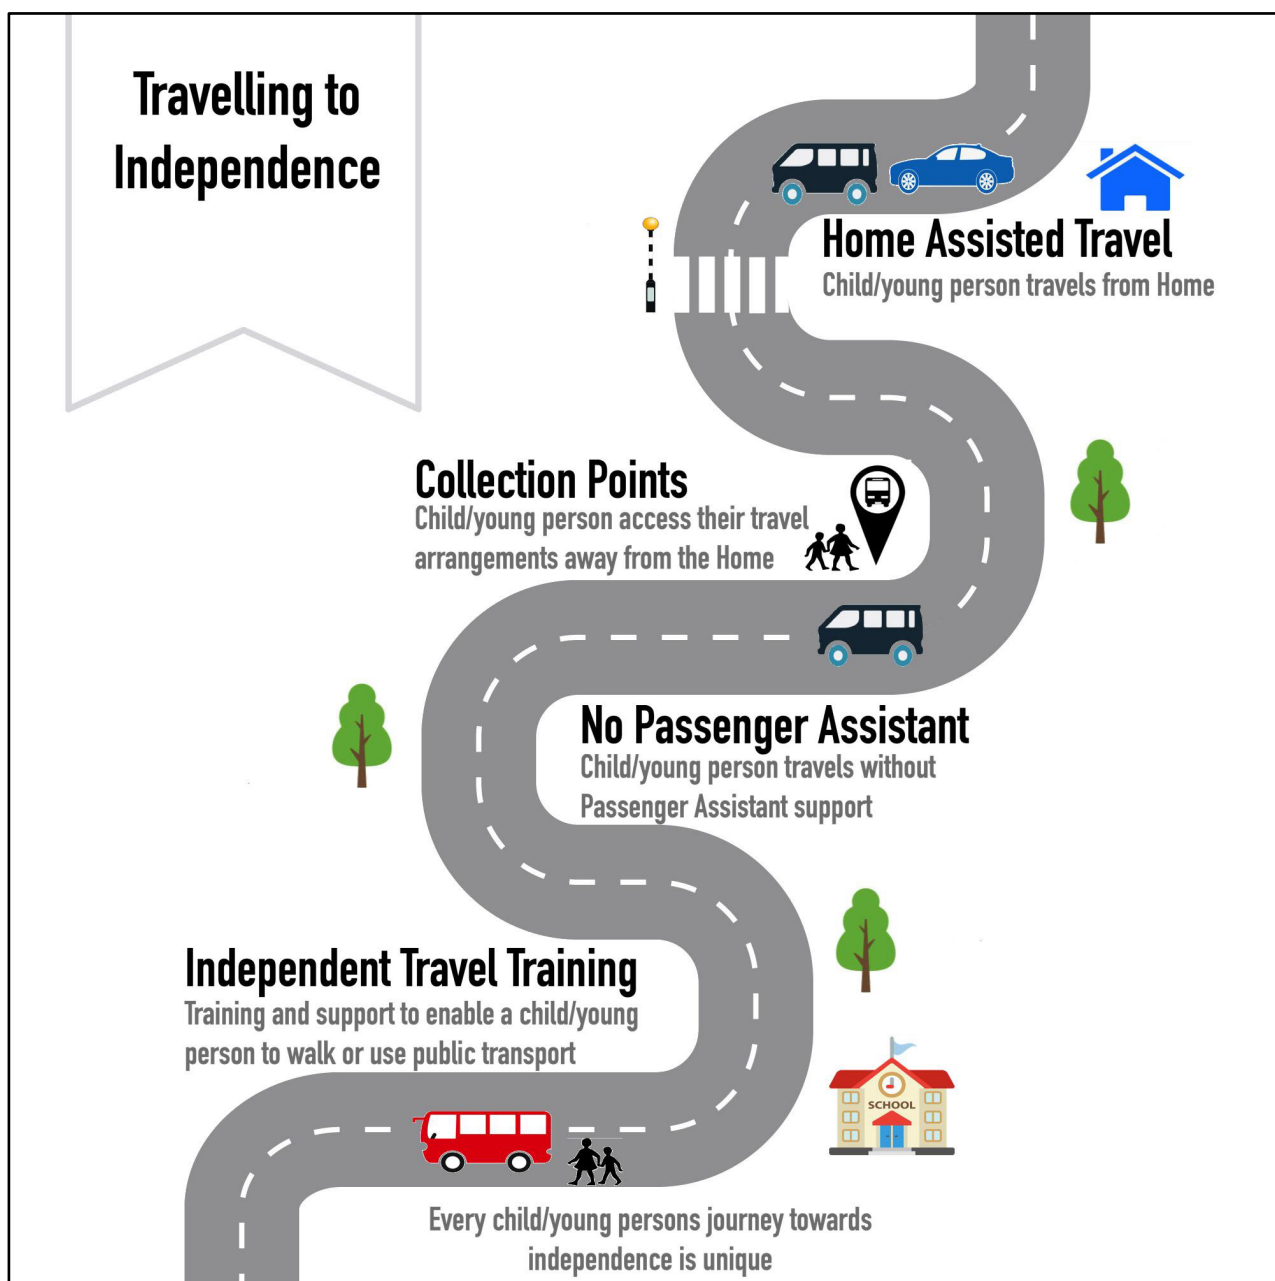 Travelling to
Independence
Home Assisted Travel
Child/young person travels from Home
Collection Points
Child/young person access their travel
arrangements away from the Home
No Passenger Assistant
Child/young person travels without
Passenger Assistant support
Independent Travel Training
Training and support to enable a child/young
person to walk or use public transport
SCHOOL
Every child/young persons journey towards
independence is unique